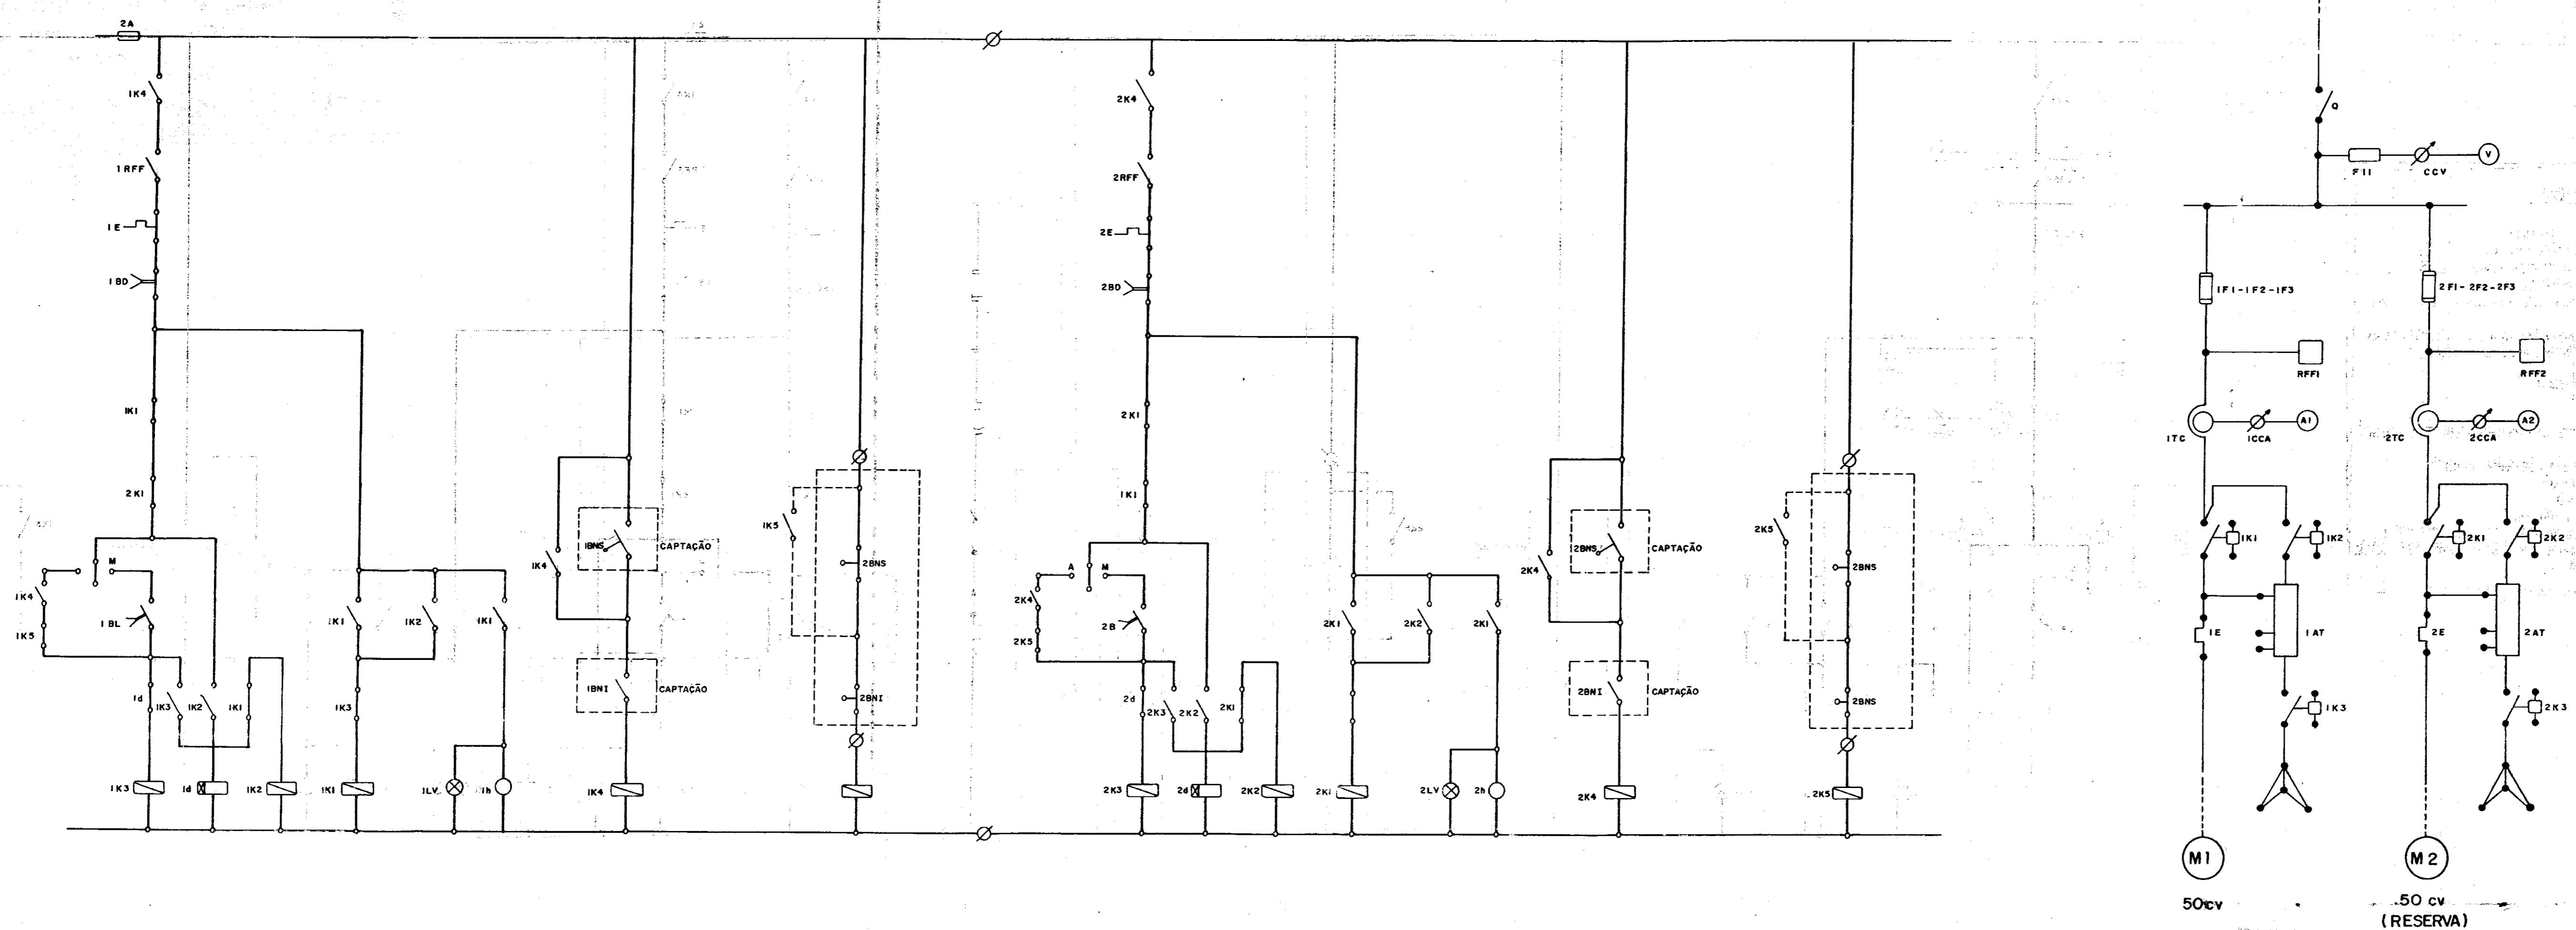 2A
1K4
1RFF
1E
1BD
1K1
2K1
M
1K4
1K5
1BL
1d
1K3
1K2
1K1
1K3
1d
1K2
1K1
1K2
1K1
1K3
1K1
1LV
1h
1K4
1BNS
CAPTAÇÃO
1BNI
CAPTAÇÃO
1K4
1K5
2BNS
2BNI
2K4
2RFF
2E
2BD
2K1
1K1
A
M
2K4
2K5
2B
2d
2K3
2K2
2K1
2K3
2d
2K2
2K1
2K2
2K1
2K1
2LV
2h
2K4
2BNS
CAPTAÇÃO
2BNI
CAPTAÇÃO
2K4
2K5
2BNS
2BNS
2K5
Q
F11
CCV
V
1F1-1F2-1F3
2F1-2F2-2F3
RFF1
RFF2
1TC
1CCA
A1
2TC
2CCA
A2
1K1
1K2
2K1
2K2
1E
1AT
2E
2AT
1K3
2K3
M1
M2
50cv
50 cv
(RESERVA)